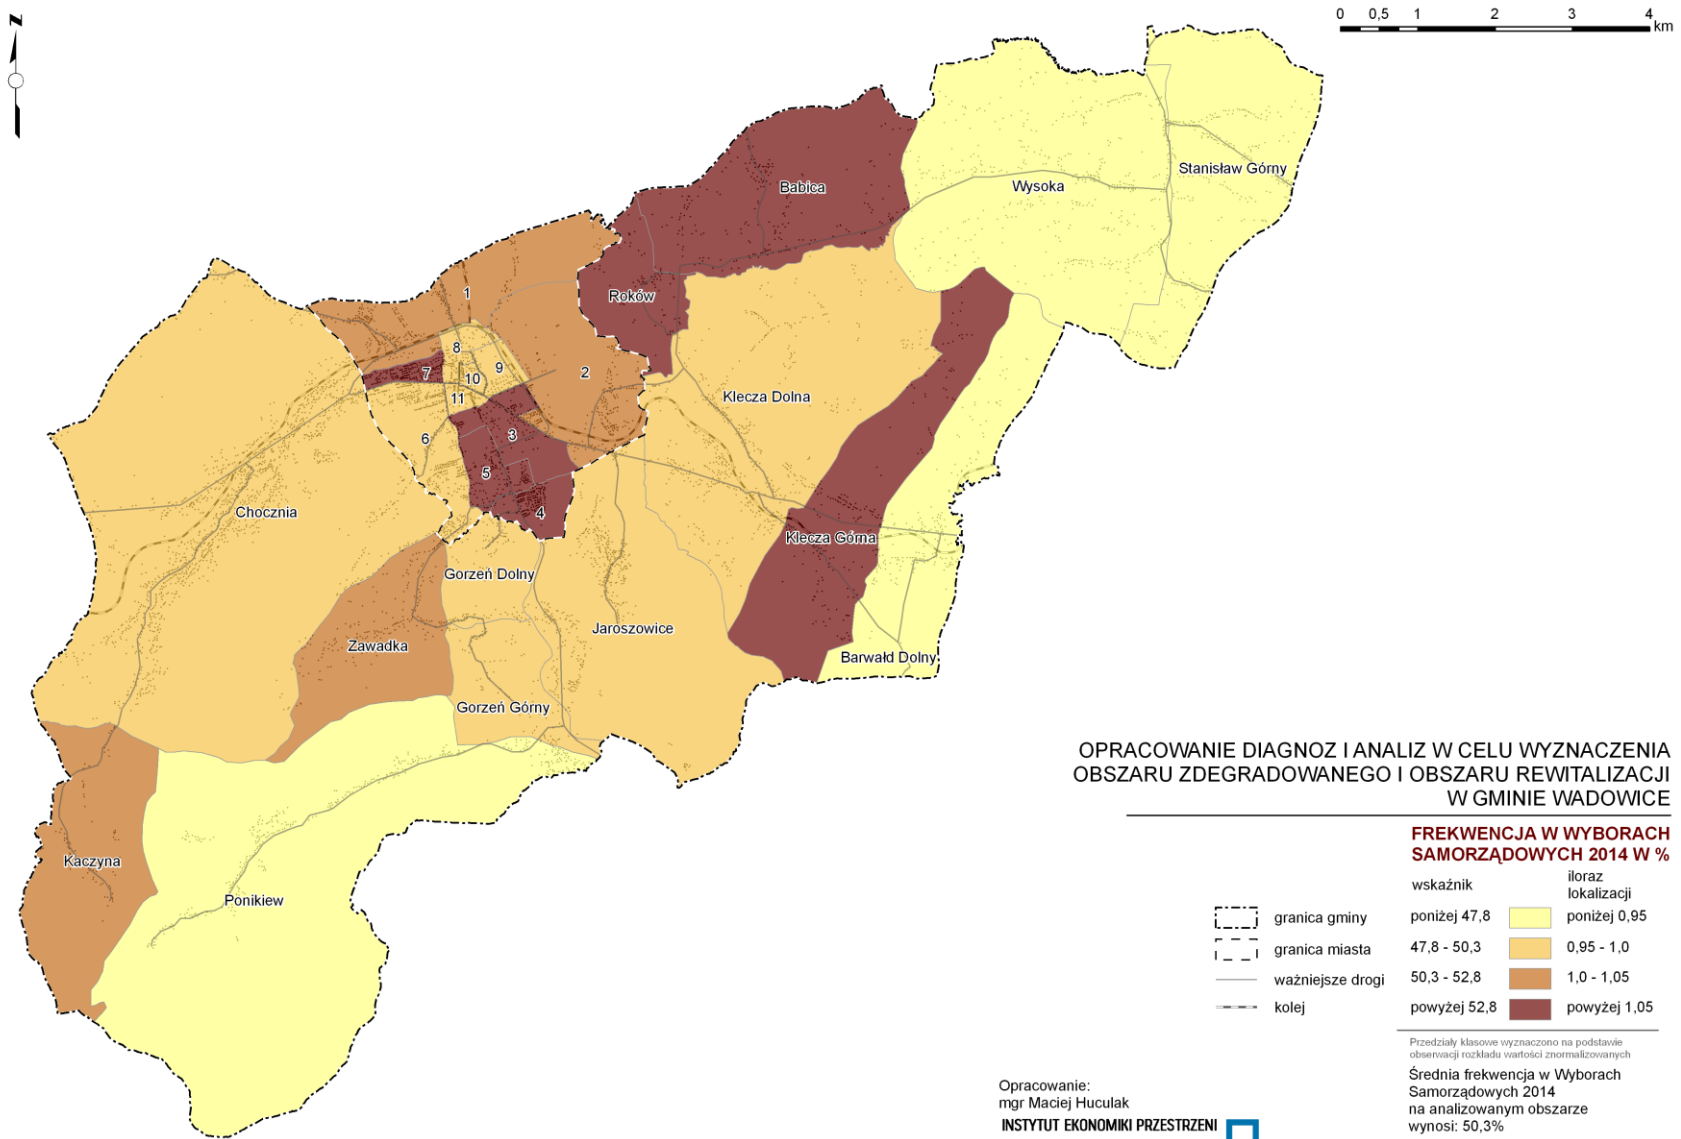 N
0 0,5 1 2 3 4 km
Stanisław Górny
Wysoka
Babica
Roków
1
8
9
2
7
10
11
Klecza Dolna
6
3
5
4
Chocznia
Klecza Górna
Gorzeń Dolny
Jaroszowice
Zawadka
Barwałd Dolny
Gorzeń Górny
Kaczyna
Ponikiew
OPRACOWANIE DIAGNOZ I ANALIZ W CELU WYZNACZENIA
OBSZARU ZDEGRADOWANEGO I OBSZARU REWITALIZACJI
W GMINIE WADOWICE
FREKWENCJA W WYBORACH
SAMORZĄDOWYCH 2014 W %
wskaźnik
iloraz
lokalizacji
granica gminy
poniżej 47,8
poniżej 0,95
granica miasta
47,8 - 50,3
0,95 - 1,0
ważniejsze drogi
50,3 - 52,8
1,0 - 1,05
kolej
powyżej 52,8
powyżej 1,05
Przedziały klasowe wyznaczono na podstawie
obserwacji rozkładu wartości znormalizowanych
Średnia frekwencja w Wyborach
Samorządowych 2014
na analizowanym obszarze
wynosi: 50,3%
Opracowanie:
mgr Maciej Huculak
INSTYTUT EKONOMIKI PRZESTRZENI